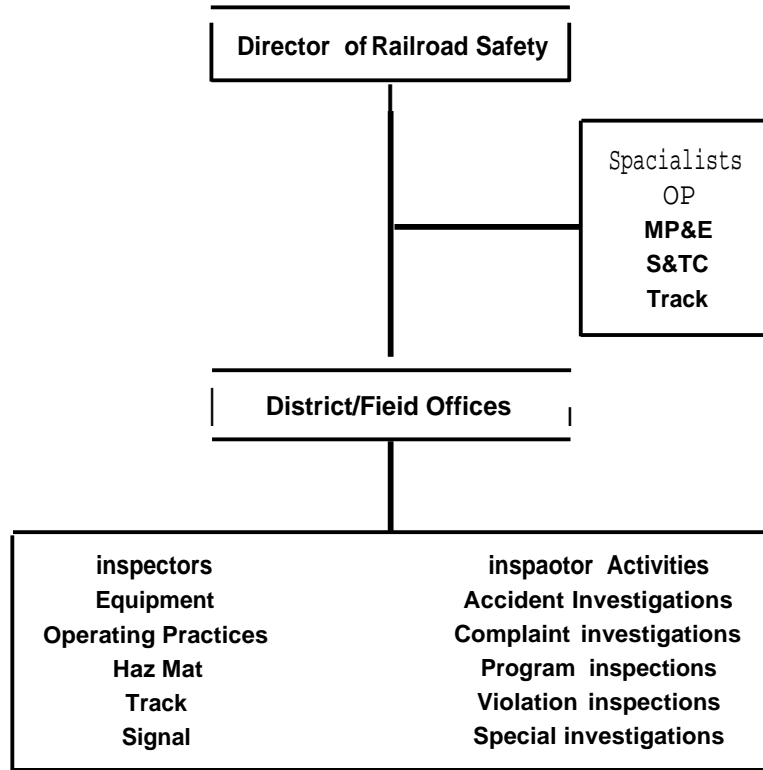 Director of Railroad Safety
Spacialists
OP
MP&E
S&TC
Track
District/Fieid Offices
inspectors
Equipment
Operating Practices
Haz Mat
Track
Signal
inspaotor Activities
Accident Investigations
Complaint investigations
Program inspections
Violation inspections
Special investigations